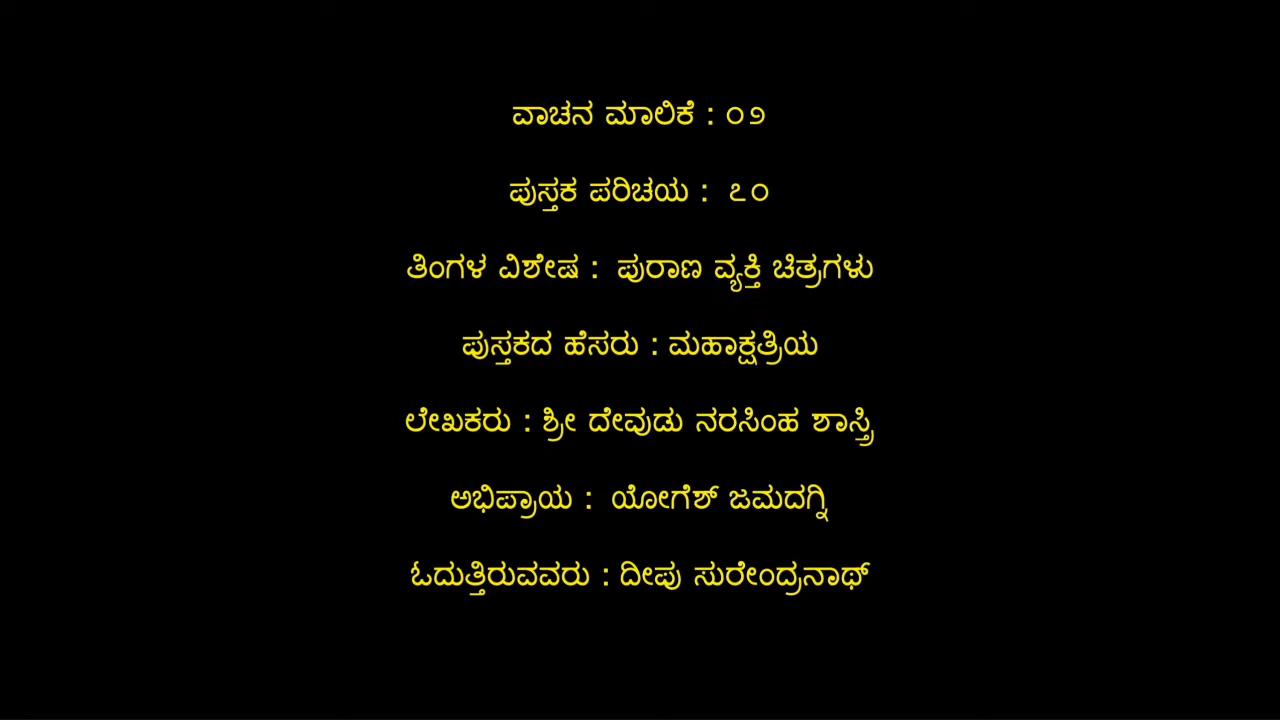 ವಾಚನ ಮಾಲಿಕೆ : ೦೨
ಪುಸ್ತಕ ಪರಿಚಯ : ೭೦
ತಿಂಗಳ ವಿಶೇಷ : ಪುರಾಣ ವ್ಯಕ್ತಿ ಚಿತ್ರಗಳು
ಪುಸ್ತಕದ ಹೆಸರು : ಮಹಾಕ್ಷತ್ರಿಯ
ಲೇಖಕರು : ಶ್ರೀ ದೇವುಡು ನರಸಿಂಹ ಶಾಸ್ತ್ರಿ
ಅಭಿಪ್ರಾಯ : ಯೋಗೆಶ್ ಜಮದಗ್ನಿ
ಓದುತ್ತಿರುವವರು : ದೀಪು ಸುರೇಂದ್ರನಾಥ್